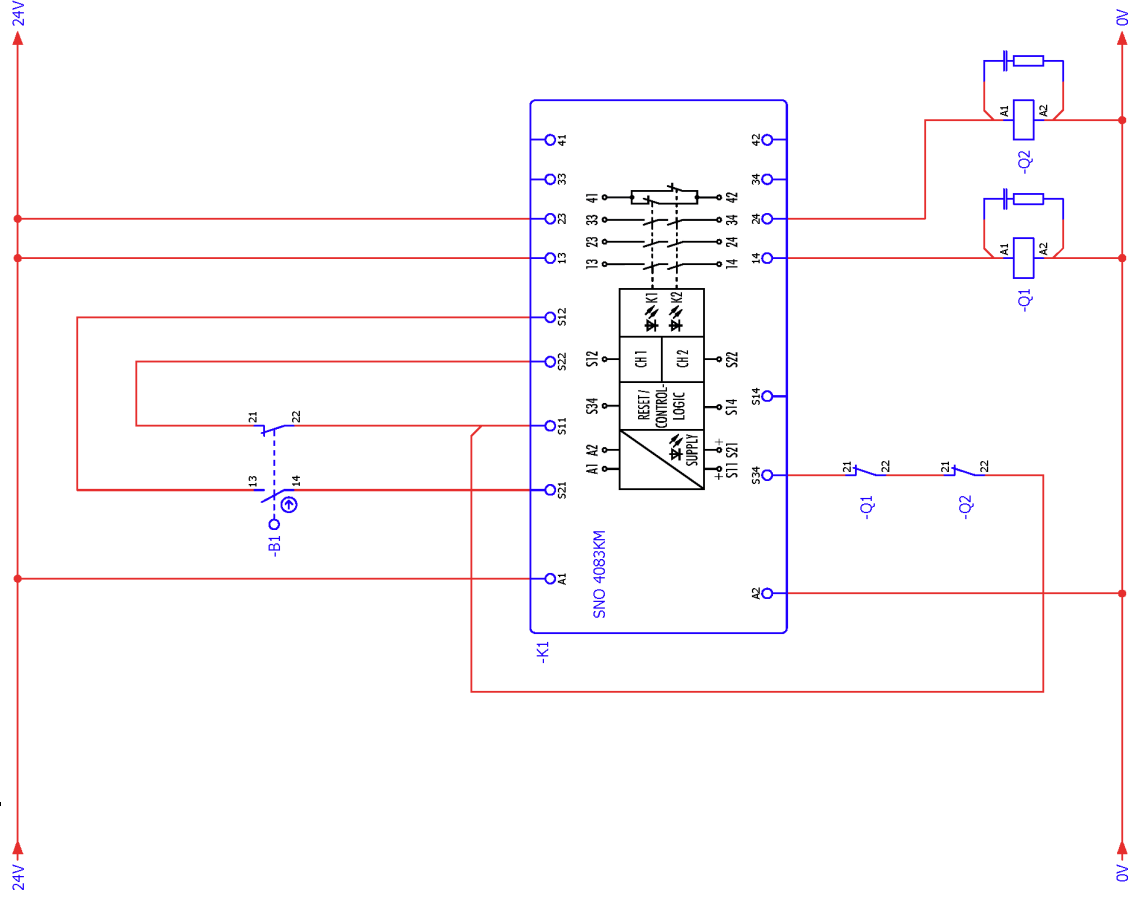 24V
0V
A1
A2
-Q2
A1
A2
-Q1
41
33
23
13
S12
S22
S11
S21
A1
42
34
24
14
S14
S34
A2
41
42
33
34
23
24
13
14
K1
K2
S12
CH 1
CH 2
S22
S34
RESET/
CONTROL-
LOGIC
S14
A1 A2
SUPPLY
+
S11 S21
+
SNO 4083KM
-K1
21
22
13
14
-B1
21
22
-Q1
21
22
-Q2
24V
0V